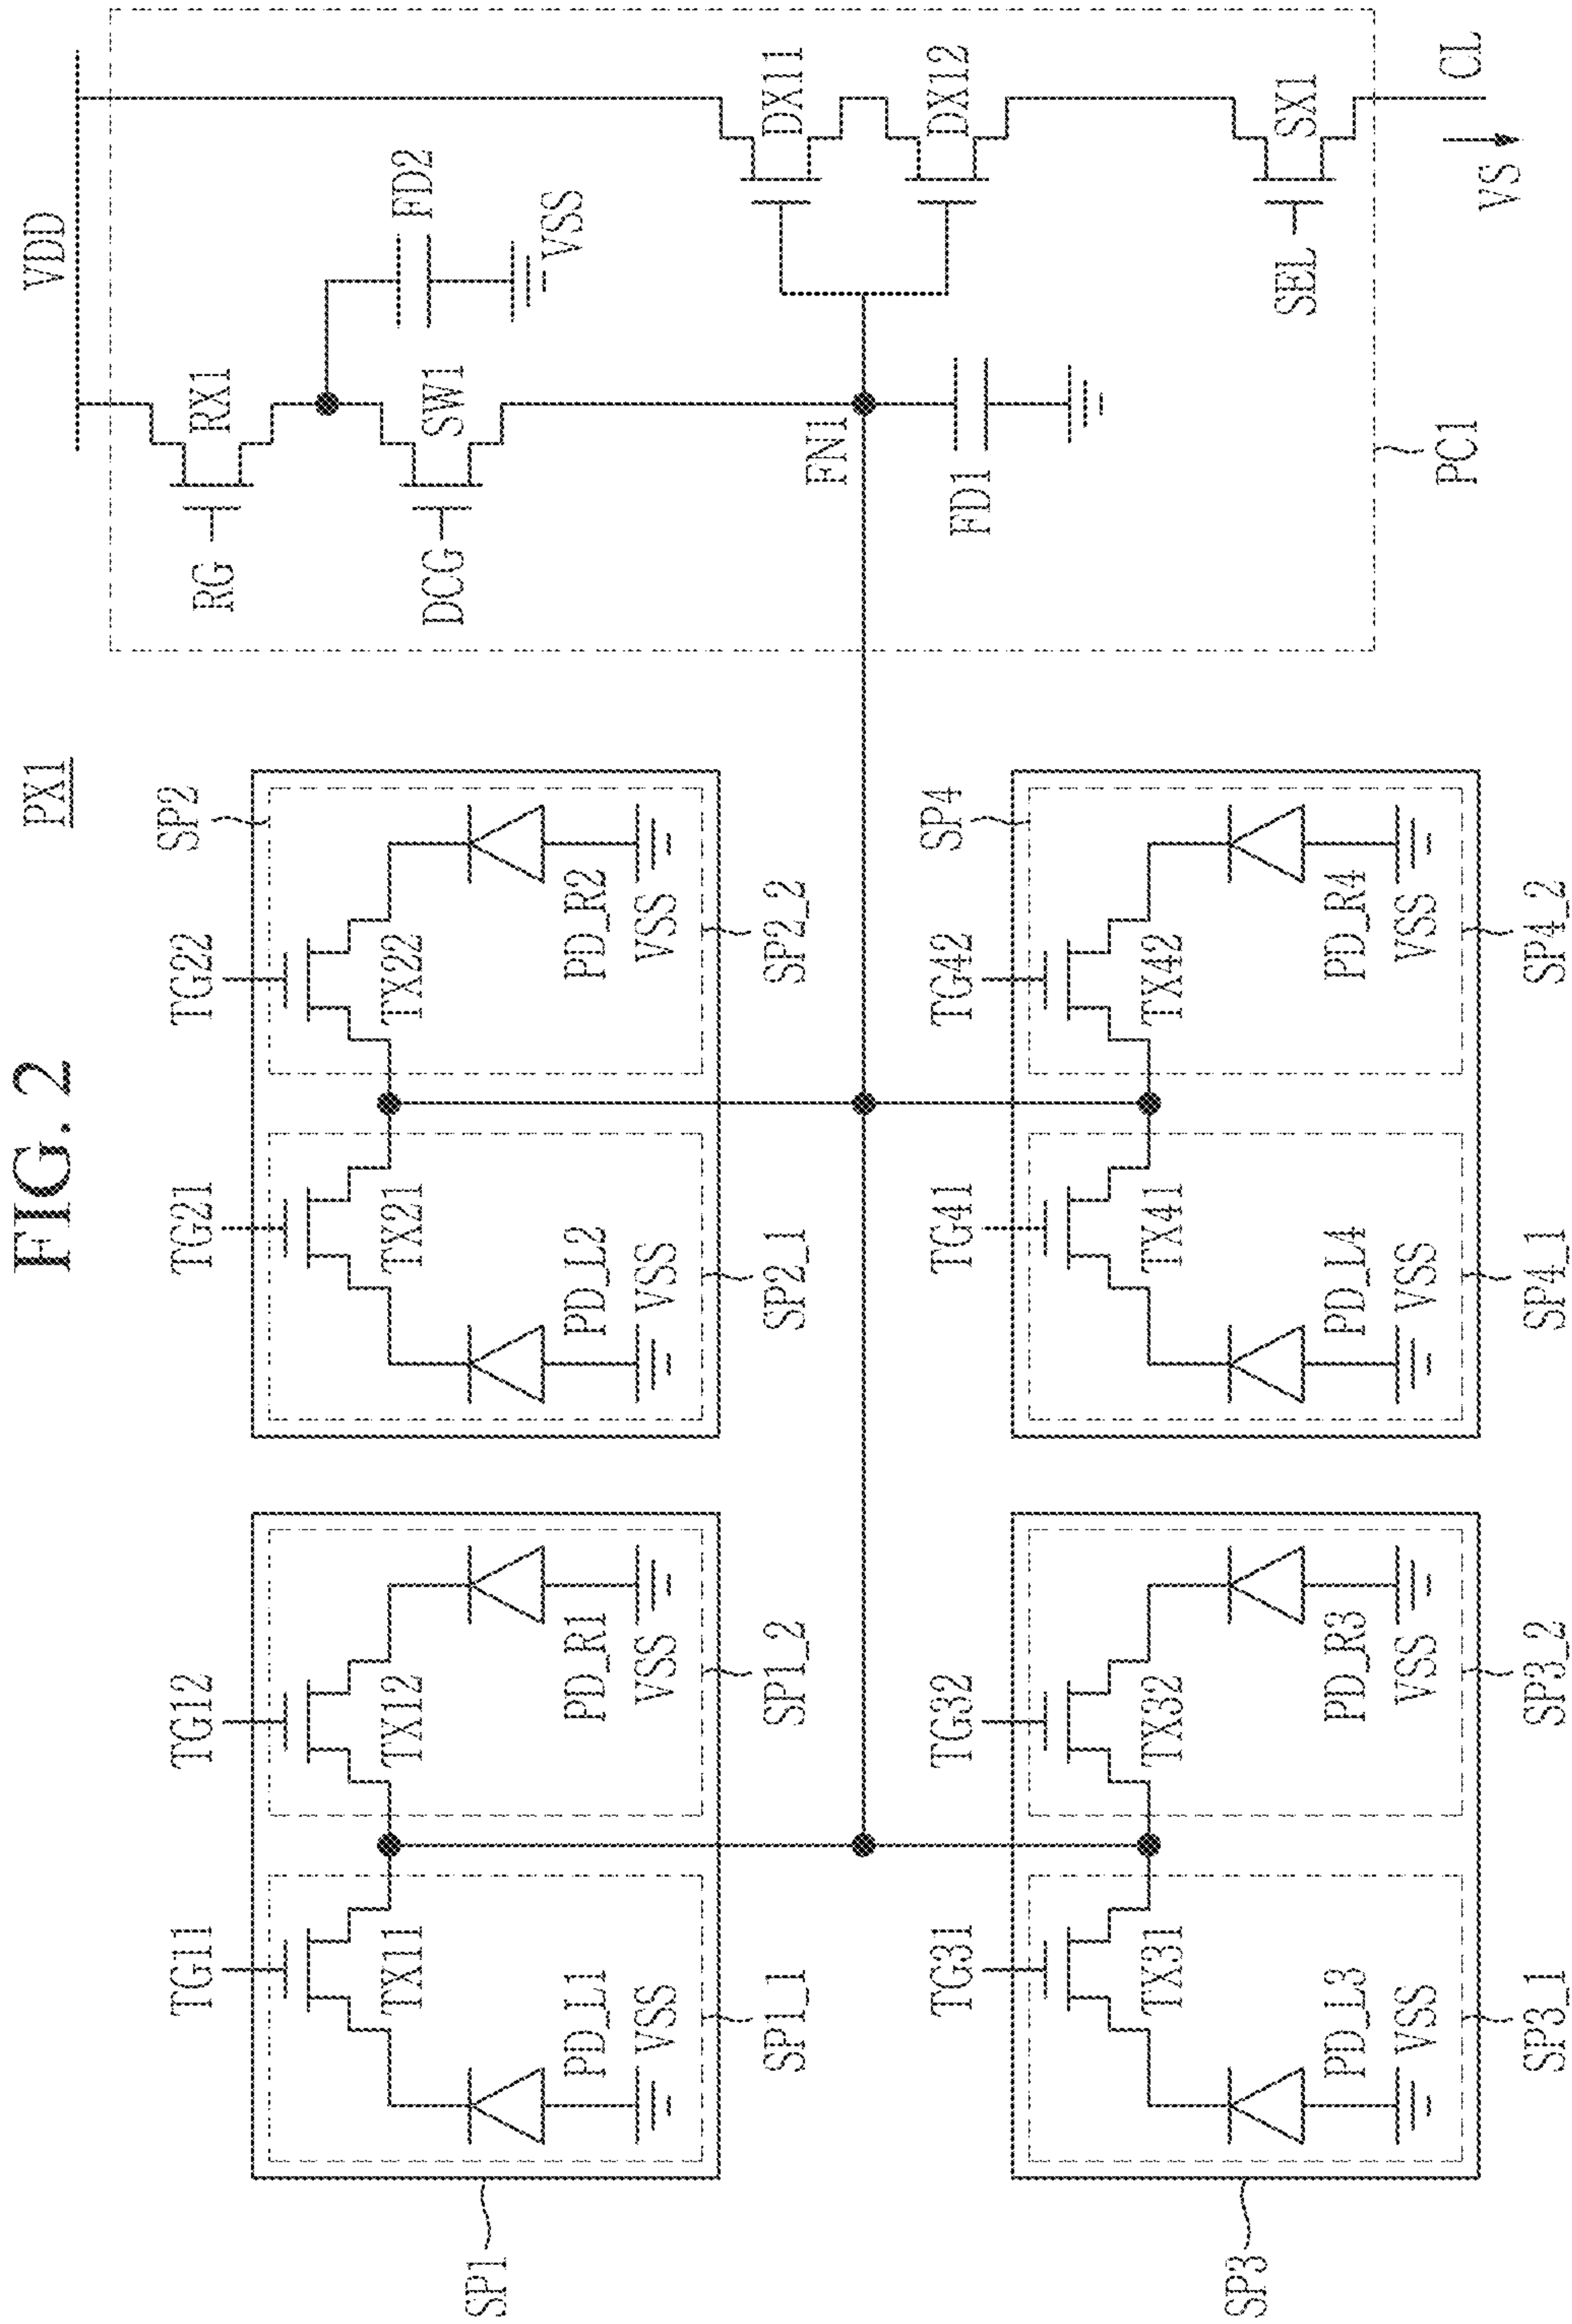 FIG. 2
PX1
VDD
TG11
TG12
TG21
TG22
SP2
RG
RX1
FD2
TX11
TX12
TX21
TX22
DCG
SW1
VSS
SP1
PD_L1
PD_R1
PD_L2
PD_R2
VSS
VSS
VSS
VSS
SP1_1
SP1_2
SP2_1
SP2_2
DX11
FN1
DX12
TG31
TG32
TG41
TG42
SP4
FD1
TX31
TX32
TX41
TX42
SP3
SEL
SX1
PD_L3
PD_R3
PD_L4
PD_R4
VSS
VSS
VSS
VSS
PC1
CL
VS
SP3_1
SP3_2
SP4_1
SP4_2